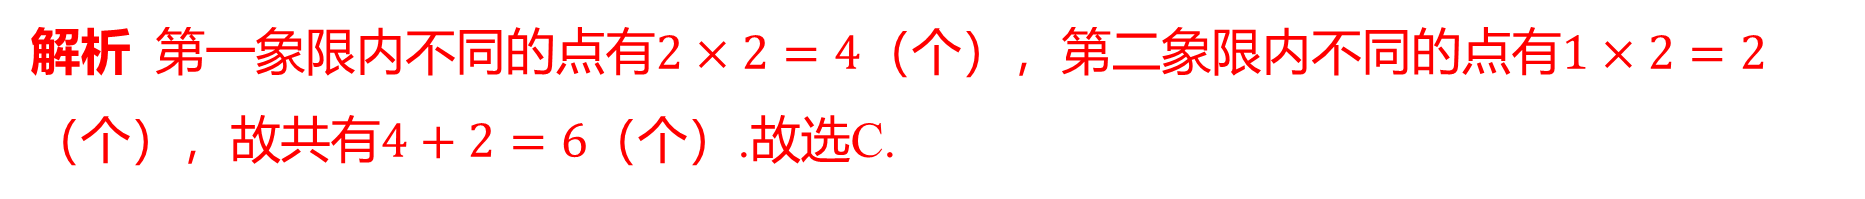 解析 第一象限内不同的点有2 × 2 = 4（个），第二象限内不同的点有1 × 2 = 2
（个），故共有4 + 2 = 6（个）.故选C.